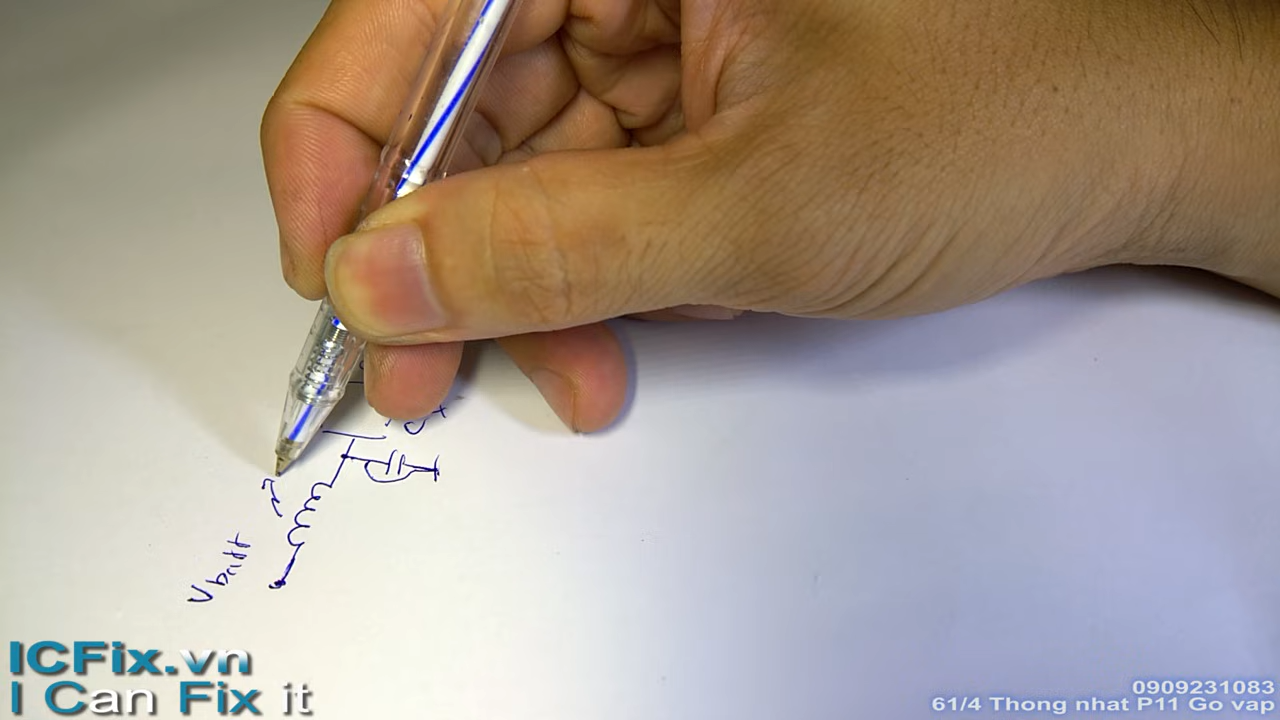 Vbatt
ICFix.vn
I Can Fix it
0909231083
61/4 Thong nhat P11 Go vap